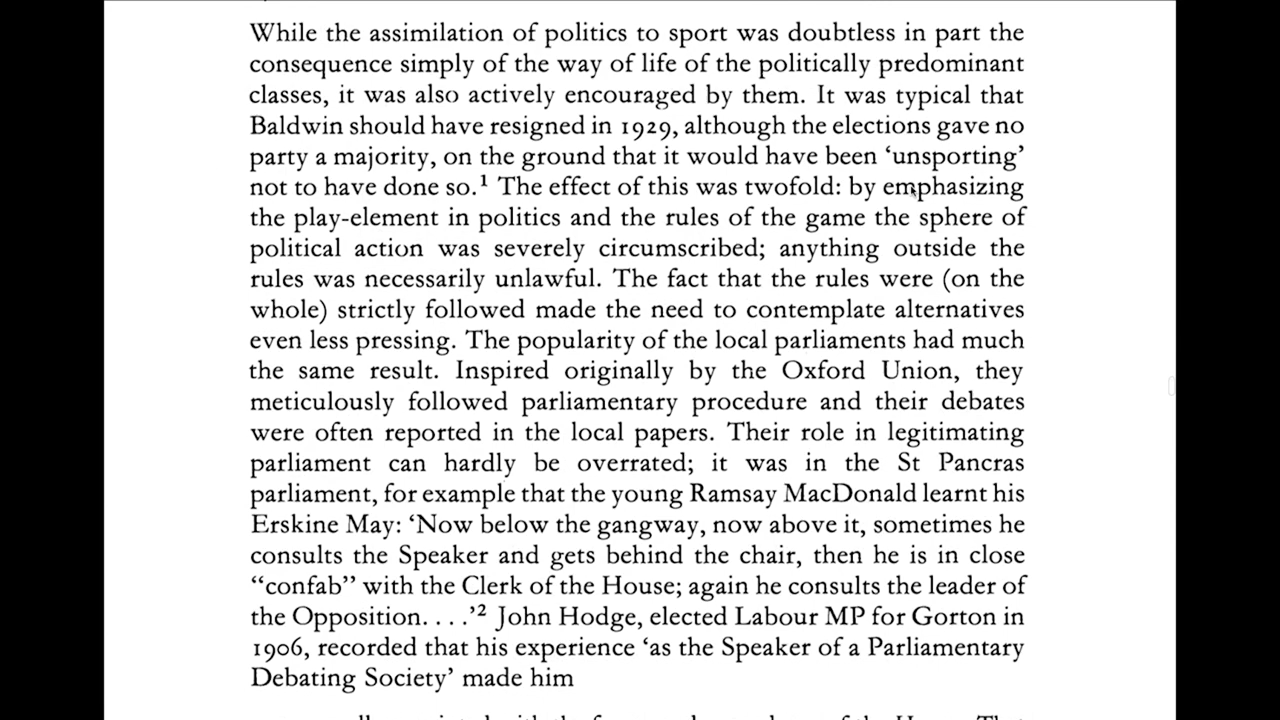 While the assimilation of politics to sport was doubtless in part the
consequence simply of the way of life of the politically predominant
classes, it was also actively encouraged by them. It was typical that
Baldwin should have resigned in 1929, although the elections gave no
party a majority, on the ground that it would have been ‘unsporting’
not to have done so.¹ The effect of this was twofold: by emphasizing
the play-element in politics and the rules of the game the sphere of
political action was severely circumscribed; anything outside the
rules was necessarily unlawful. The fact that the rules were (on the
whole) strictly followed made the need to contemplate alternatives
even less pressing. The popularity of the local parliaments had much
the same result. Inspired originally by the Oxford Union, they
meticulously followed parliamentary procedure and their debates
were often reported in the local papers. Their role in legitimating
parliament can hardly be overrated; it was in the St Pancras
parliament, for example that the young Ramsay MacDonald learnt his
Erskine May: ‘Now below the gangway, now above it, sometimes he
consults the Speaker and gets behind the chair, then he is in close
“confab” with the Clerk of the House; again he consults the leader of
the Opposition. . . .’² John Hodge, elected Labour MP for Gorton in
1906, recorded that his experience ‘as the Speaker of a Parliamentary
Debating Society’ made him